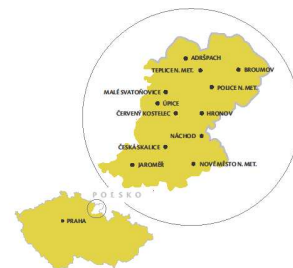 ADRŠPACH
TEPLICE N. MET.
BROUMOV
POLICE N. MET.
MALÉ SVATOŇOVICE
ÚPICE
ČERVENÝ KOSTELEC
HRONOV
NÁCHOD
ČESKÁ SKALICE
JAROMĚŘ
NOVÉ MĚSTO N. MET.
POLSKO
PRAHA